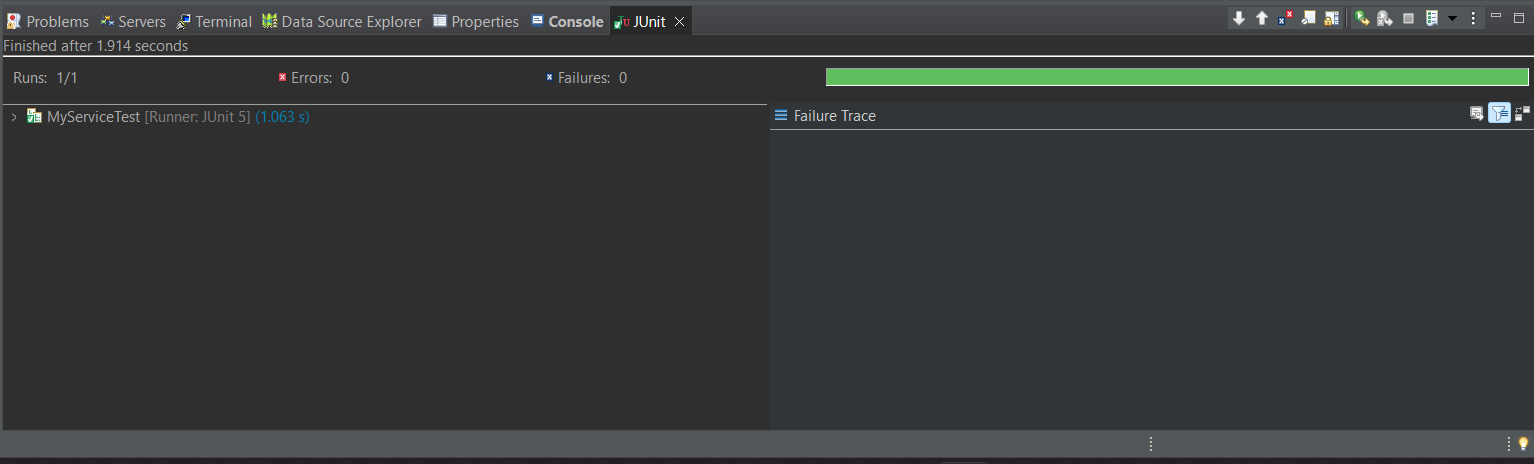 Problems Servers Terminal Data Source Explorer Properties Console JUnit
Finished after 1.914 seconds
Runs: 1/1 Errors: 0 Failures: 0
MyServiceTest [Runner: JUnit 5] (1.063 s)
Failure Trace